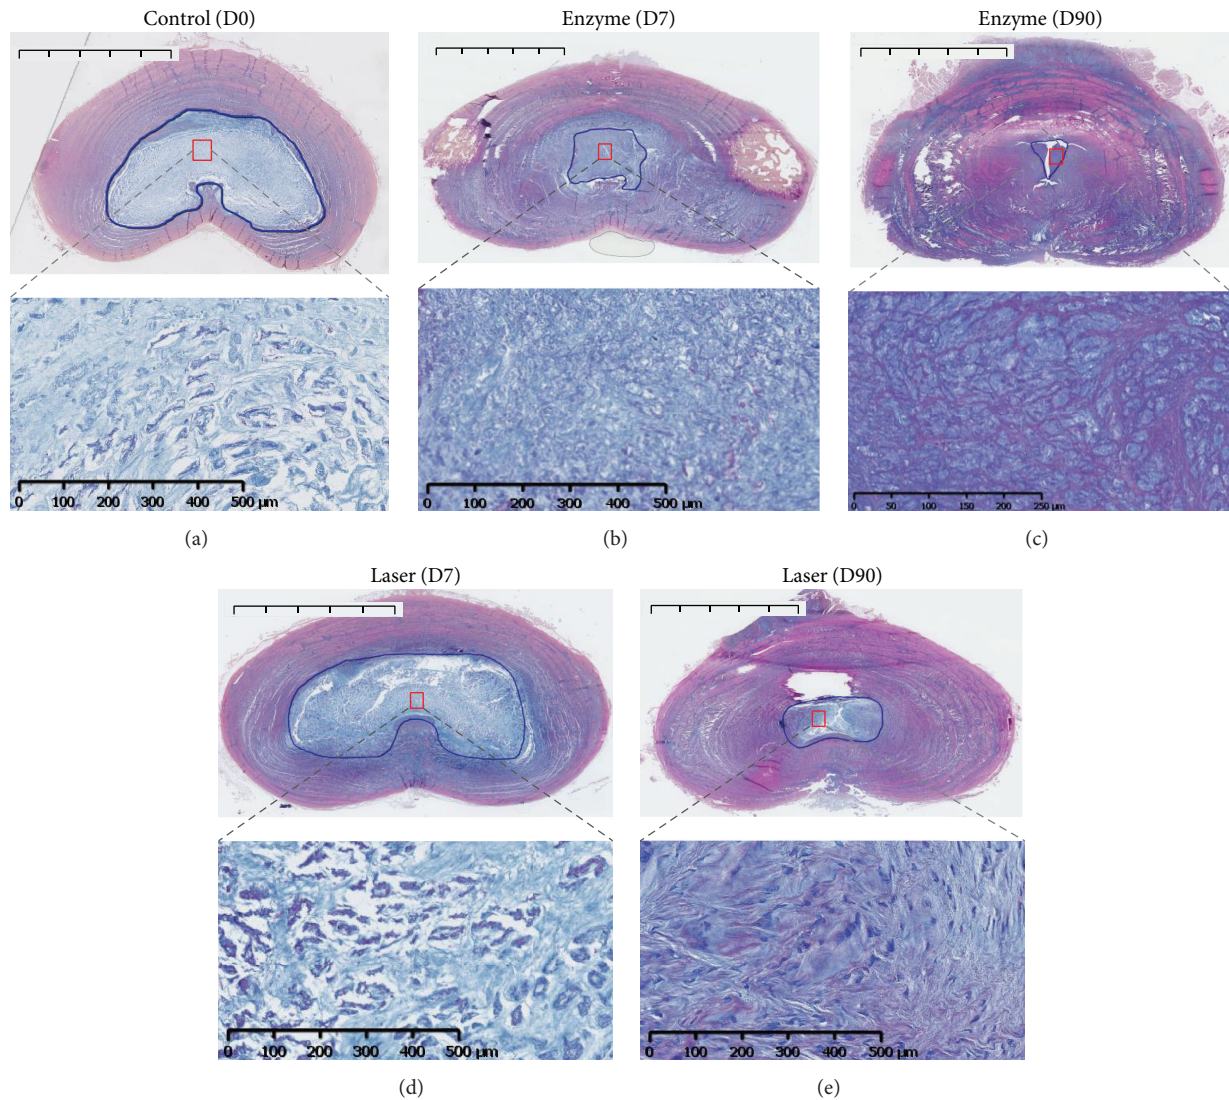 Control (D0)
Enzyme (D7)
Enzyme (D90)
0 100 200 300 400 500 µm
0 100 200 300 400 500 µm
0 50 100 150 200 250 µm
(a)
(b)
(c)
Laser (D7)
Laser (D90)
0 100 200 300 400 500 µm
0 100 200 300 400 500 µm
(d)
(e)